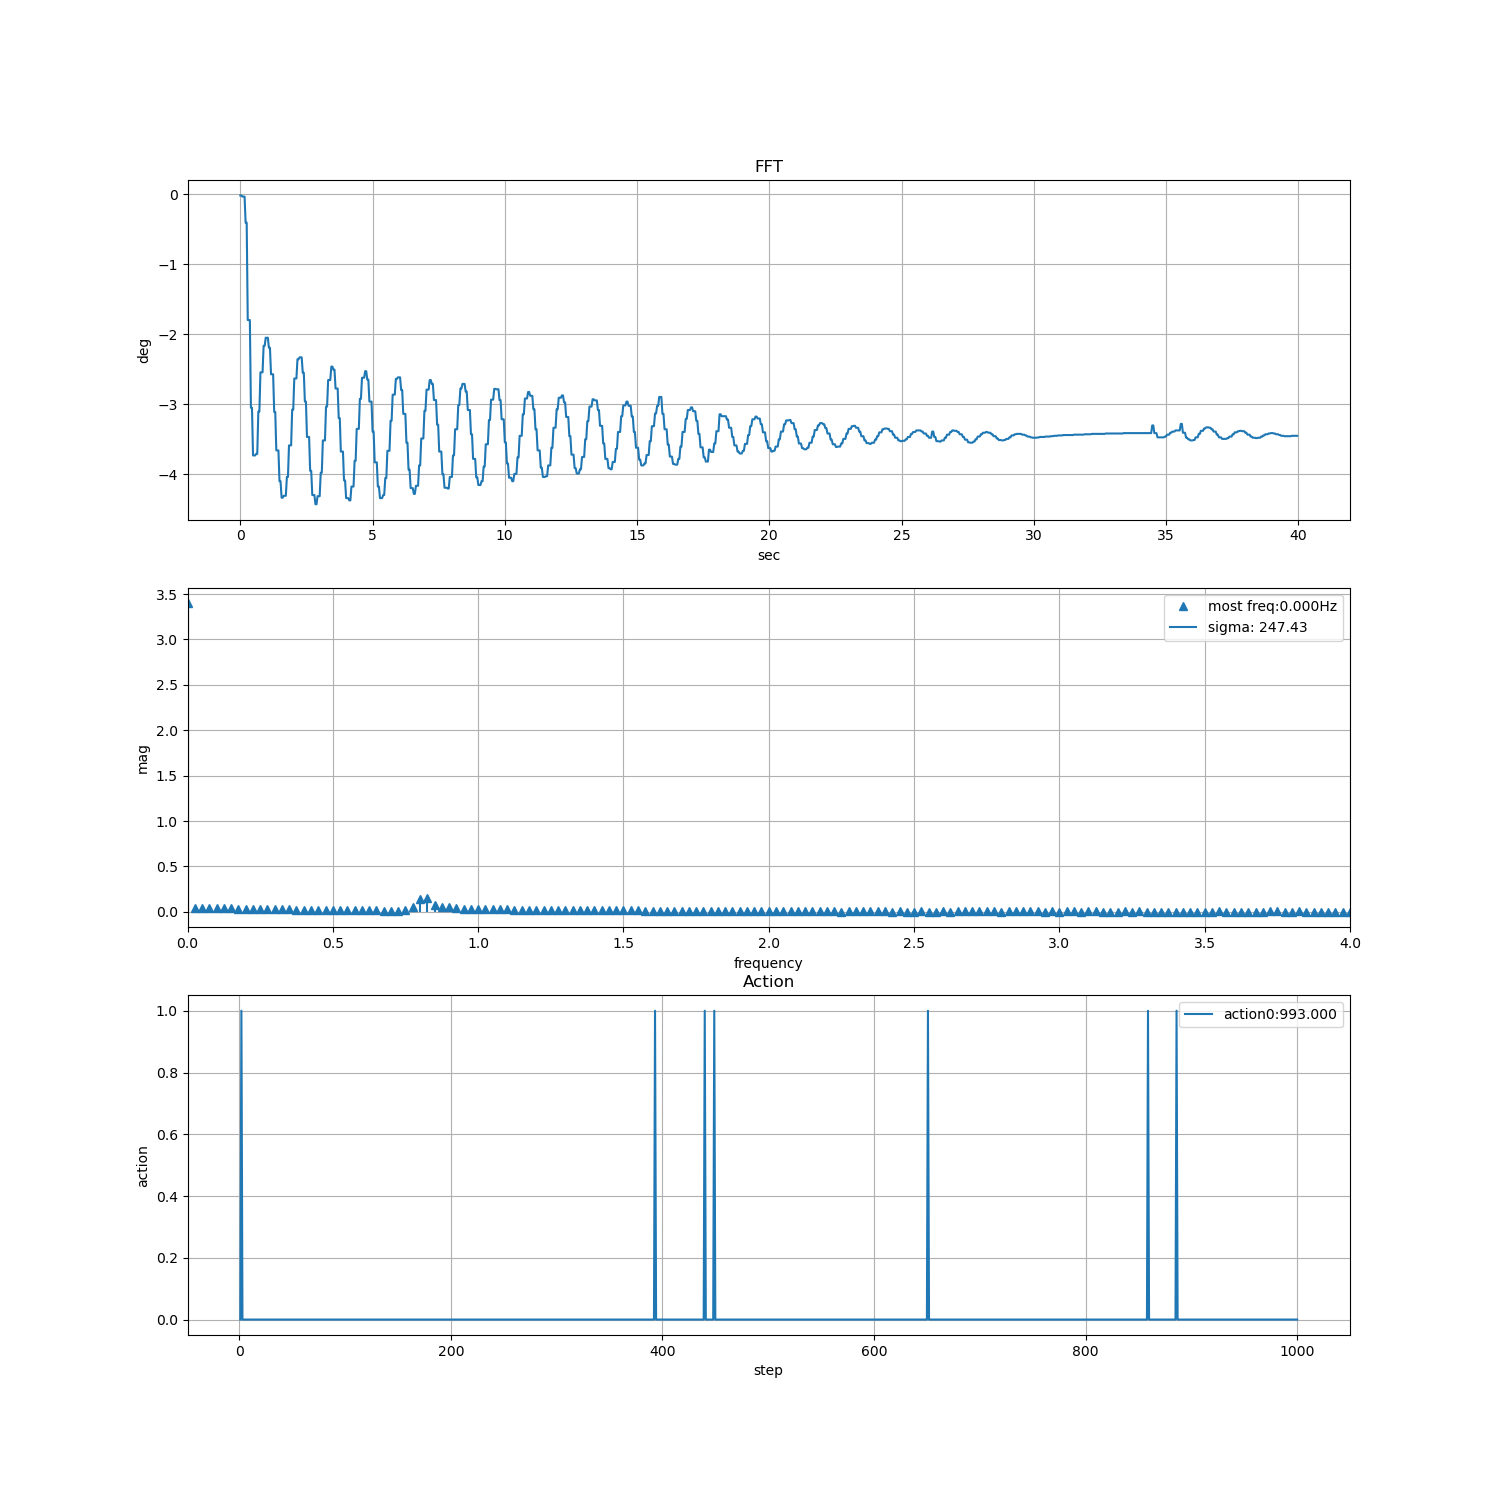 FFT
0
−1
−2
−3
−4
deg
0 5 10 15 20 25 30 35 40
sec
3.5
3.0
2.5
2.0
1.5
1.0
0.5
0.0
mag
most freq:0.000Hz
sigma: 247.43
0.0 0.5 1.0 1.5 2.0 2.5 3.0 3.5 4.0
frequency
Action
1.0
0.8
0.6
0.4
0.2
0.0
action
action0:993.000
0 200 400 600 800 1000
step